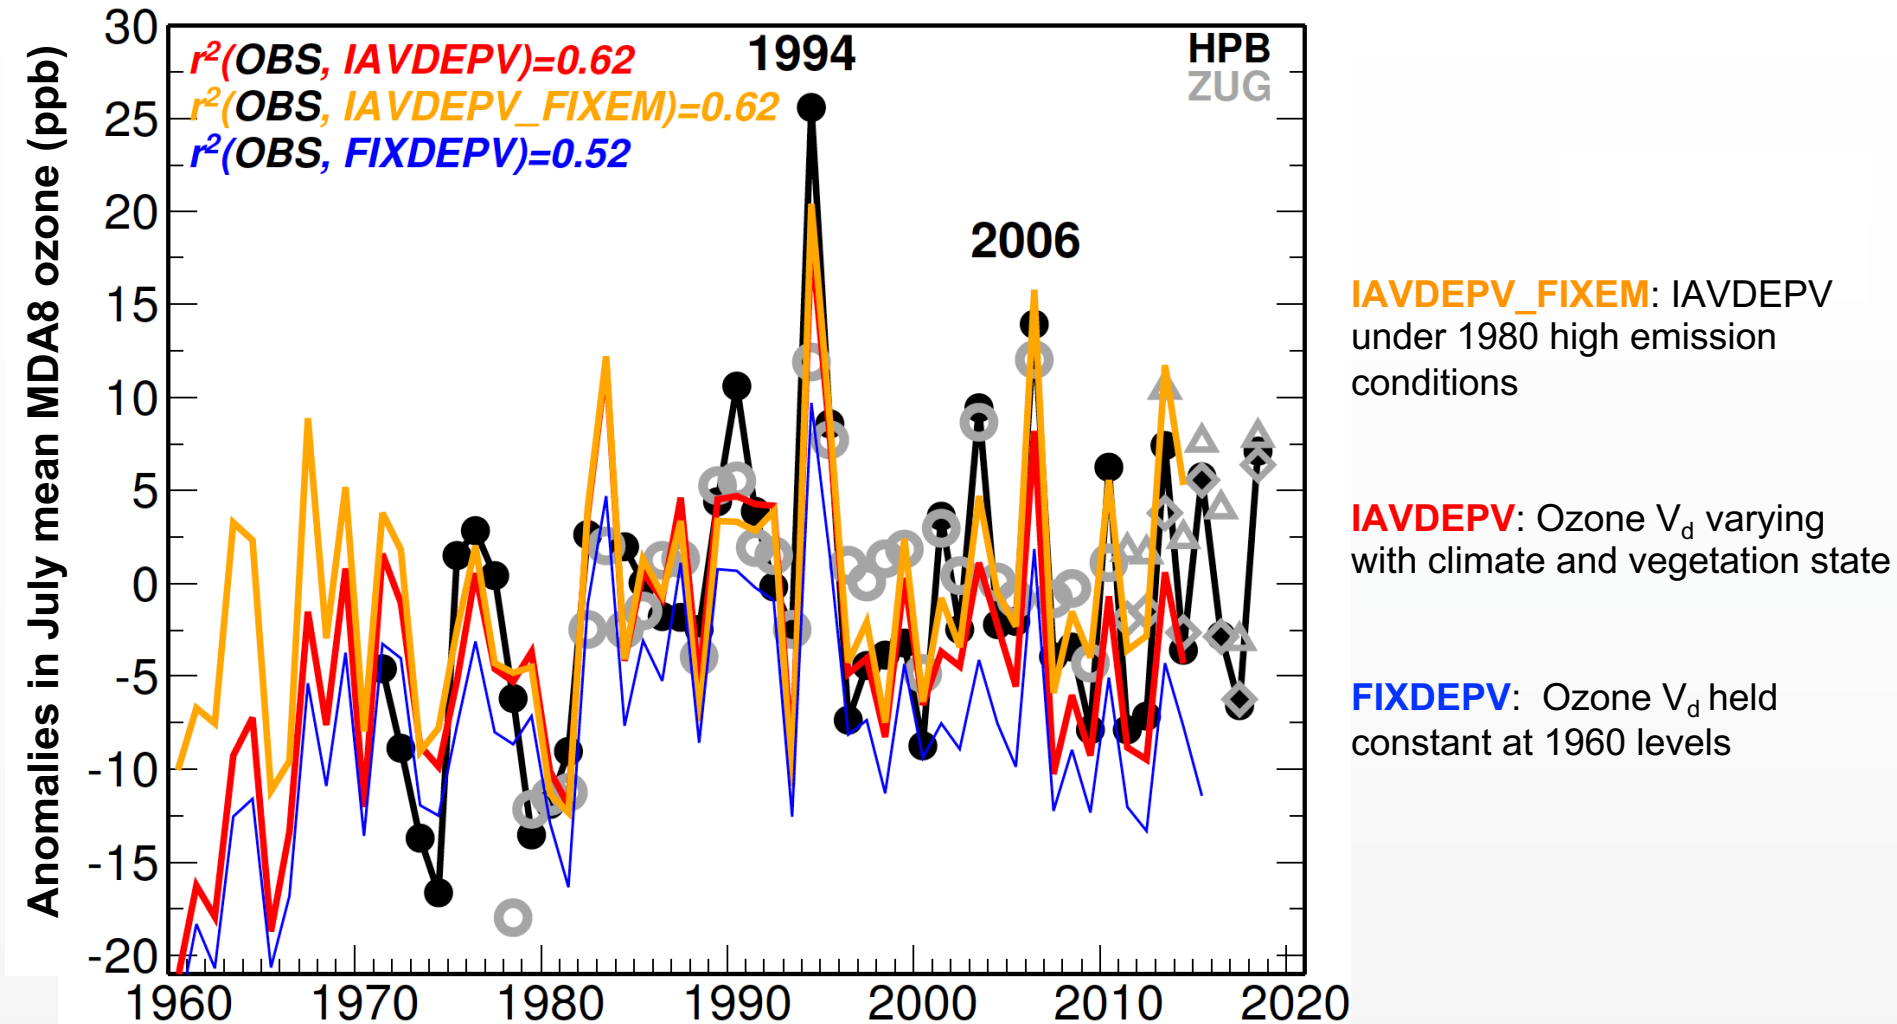 Anomalies in July mean MDA8 ozone (ppb)
30
25
20
15
10
5
0
-5
-10
-15
-20
r²(OBS, IAVDEPV)=0.62
r²(OBS, IAVDEPV_FIXEM)=0.62
r²(OBS, FIXDEPV)=0.52
1994
2006
HPB
ZUG
1960 1970 1980 1990 2000 2010 2020
IAVDEPV_FIXEM: IAVDEPV
under 1980 high emission
conditions
IAVDEPV: Ozone Vd varying
with climate and vegetation state
FIXDEPV: Ozone Vd held
constant at 1960 levels